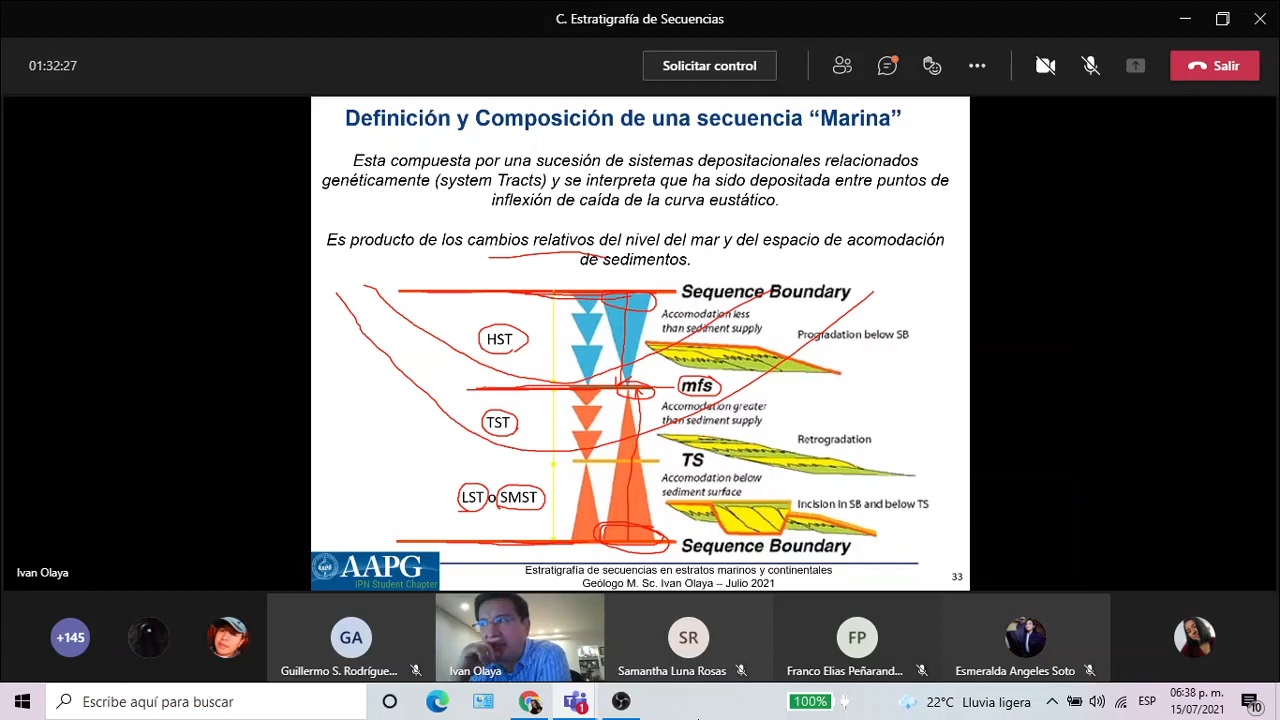 C. Estratigrafía de Secuencias
01:32:27
Solicitar control
Salir
Definición y Composición de una secuencia “Marina”
Esta compuesta por una sucesión de sistemas depositacionales relacionados
genéticamente (system Tracts) y se interpreta que ha sido depositada entre puntos de
inflexión de caída de la curva eustático.
Es producto de los cambios relativos del nivel del mar y del espacio de acomodación
de sedimentos.
Sequence Boundary
Accomodation less
than sediment supply
HST
Progradation below SB
mfs
Accomodation greater
than sediment supply
TST
Retrogradation
TS
Accomodation below
sediment surface
LST o SMST
Incision in SB and below TS
Sequence Boundary
AAPG
IPN Student Chapter
Estratigrafía de secuencias en estratos marinos y continentales
Geólogo M. Sc. Ivan Olaya – Julio 2021
33
Ivan Olaya
+145
GA
SR
FP
Guillermo S. Rodrígue...
Ivan Olaya
Samantha Luna Rosas
Franco Elias Peñarand...
Esmeralda Angeles Soto
Escribe aquí para buscar
1
100%
22°C Lluvia ligera
ESP
06:38 p. m.
15/07/2021
10